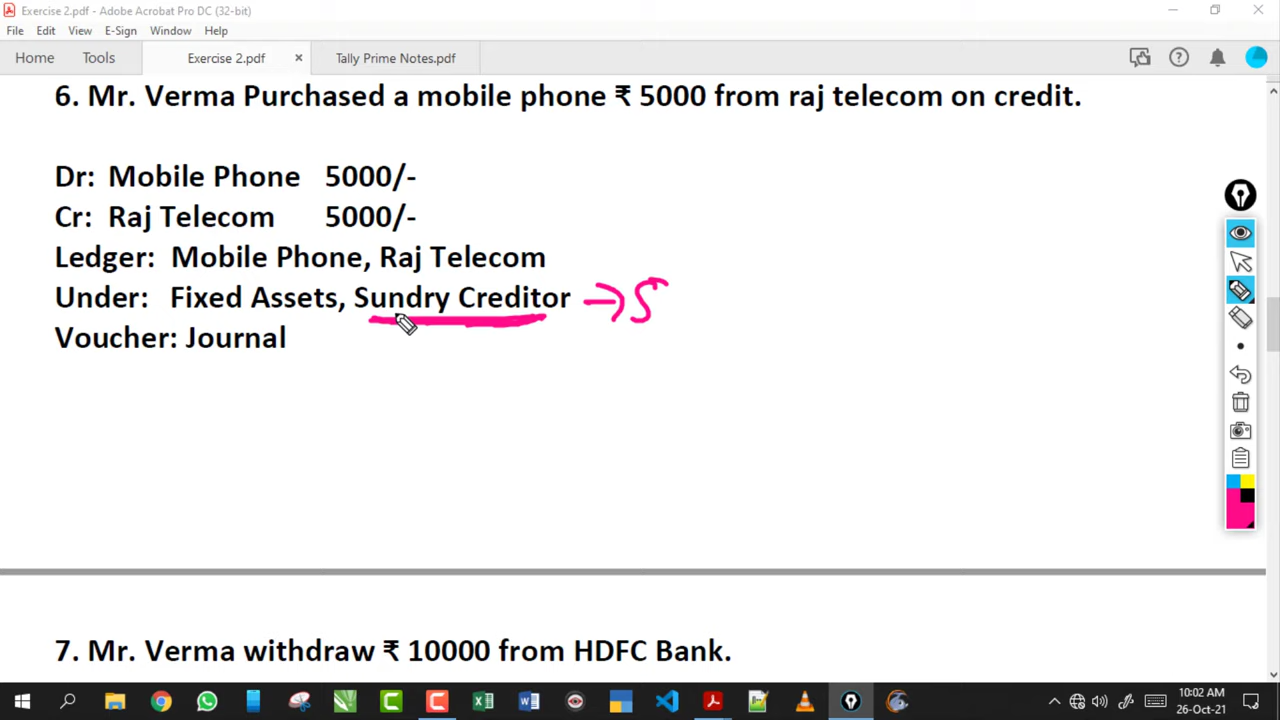 Exercise 2.pdf - Adobe Acrobat Pro DC (32-bit)
File Edit View E-Sign Window Help
Home Tools Exercise 2.pdf × Tally Prime Notes.pdf
6. Mr. Verma Purchased a mobile phone ₹ 5000 from raj telecom on credit.
Dr: Mobile Phone 5000/-
Cr: Raj Telecom 5000/-
Ledger: Mobile Phone, Raj Telecom
Under: Fixed Assets, Sundry Creditor → S
Voucher: Journal
7. Mr. Verma withdraw ₹ 10000 from HDFC Bank.
10:02 AM
26-Oct-21